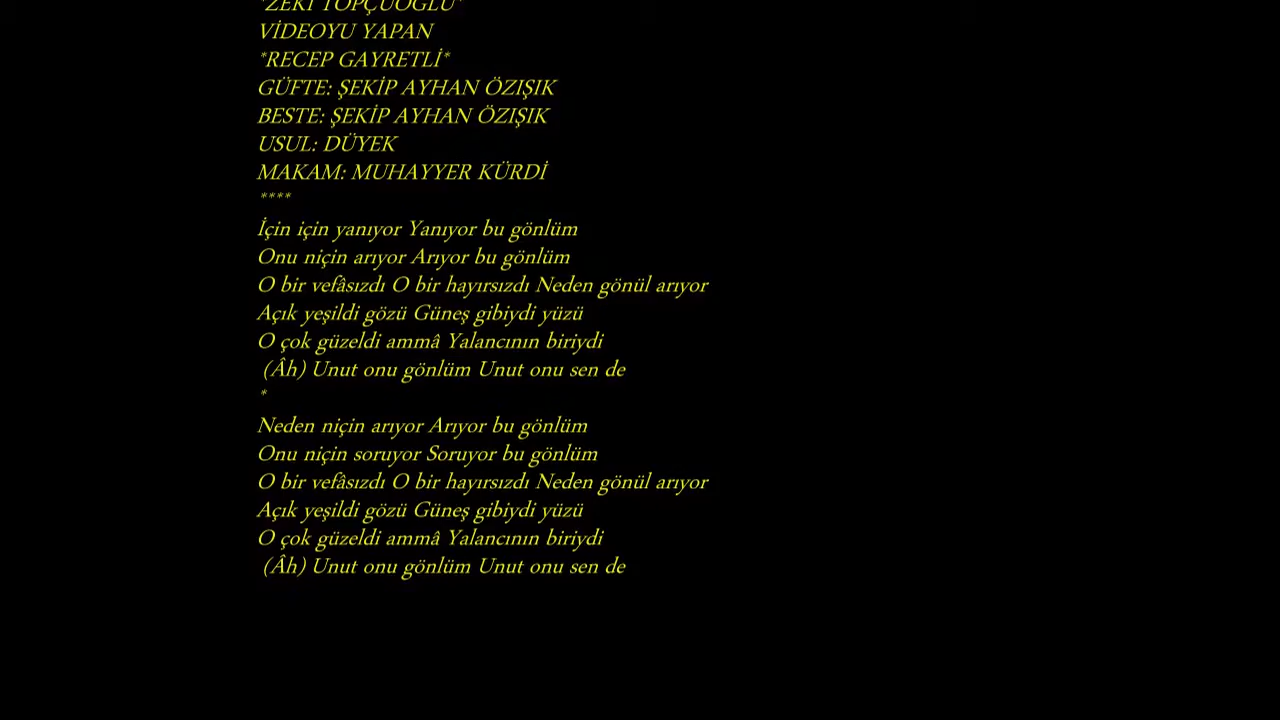 "ZEKİ TOPÇUOĞLU"
VİDEOYU YAPAN
*RECEP GAYRETLİ*
GÜFTE: ŞEKİP AYHAN ÖZIŞIK
BESTE: ŞEKİP AYHAN ÖZIŞIK
USUL: DÜYEK
MAKAM: MUHAYYER KÜRDİ
****
İçin için yanıyor Yanıyor bu gönlüm
Onu niçin arıyor Arıyor bu gönlüm
O bir vefâsızdı O bir hayırsızdı Neden gönül arıyor
Açık yeşildi gözü Güneş gibiydi yüzü
O çok güzeldi ammâ Yalancının biriydi
(Âh) Unut onu gönlüm Unut onu sen de
*
Neden niçin arıyor Arıyor bu gönlüm
Onu niçin soruyor Soruyor bu gönlüm
O bir vefâsızdı O bir hayırsızdı Neden gönül arıyor
Açık yeşildi gözü Güneş gibiydi yüzü
O çok güzeldi ammâ Yalancının biriydi
(Âh) Unut onu gönlüm Unut onu sen de